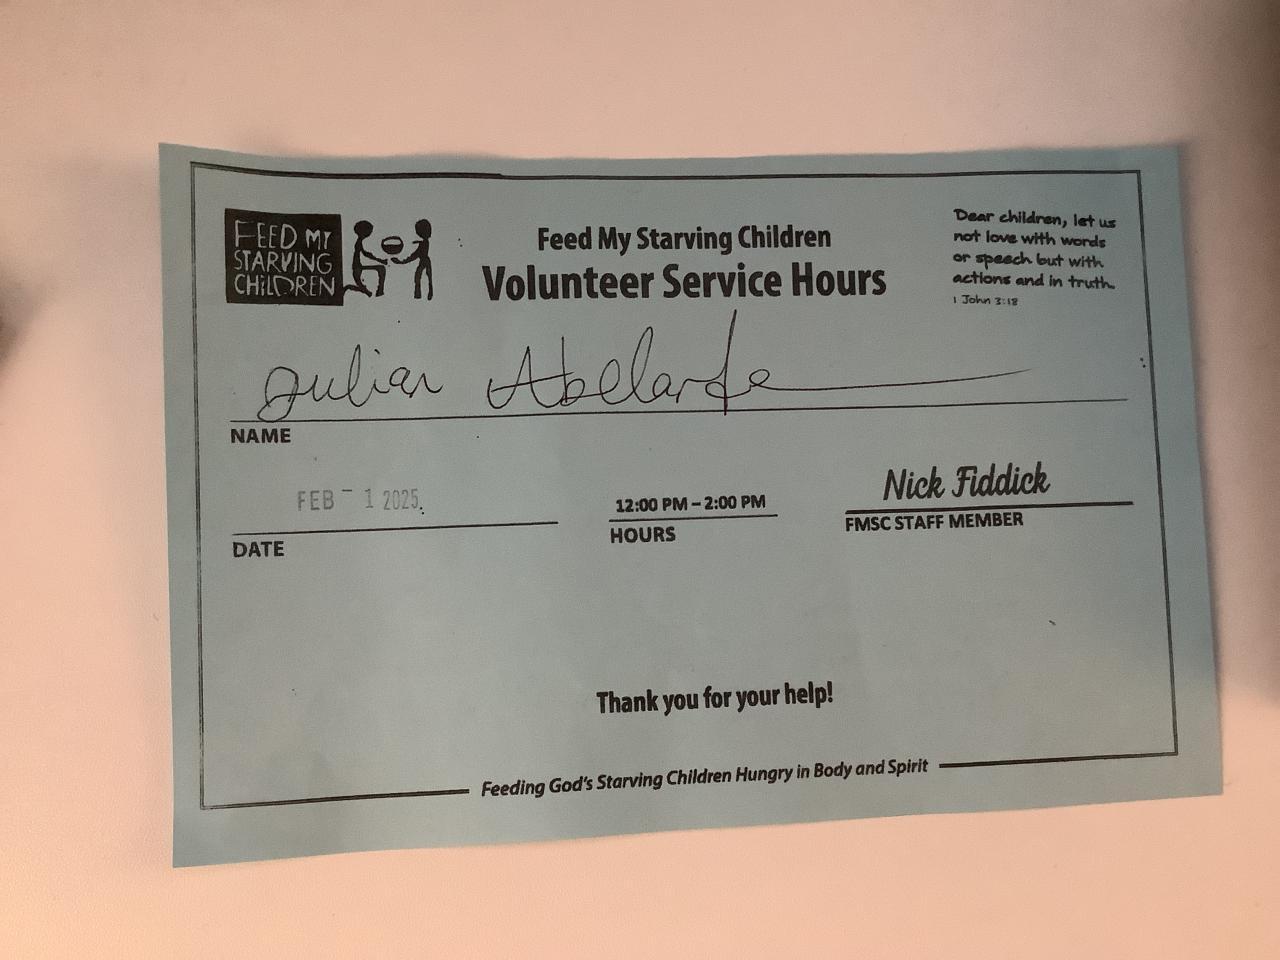 FEED MY
STARVING
CHILDREN
Feed My Starving Children
Volunteer Service Hours
Dear children, let us
not love with words
or speech but with
actions and in truth.
1 John 3:18
Julian Abellarde
NAME
FEB - 1 2025
DATE
12:00 PM – 2:00 PM
HOURS
Nick Fiddick
FMSC STAFF MEMBER
Thank you for your help!
Feeding God's Starving Children Hungry in Body and Spirit